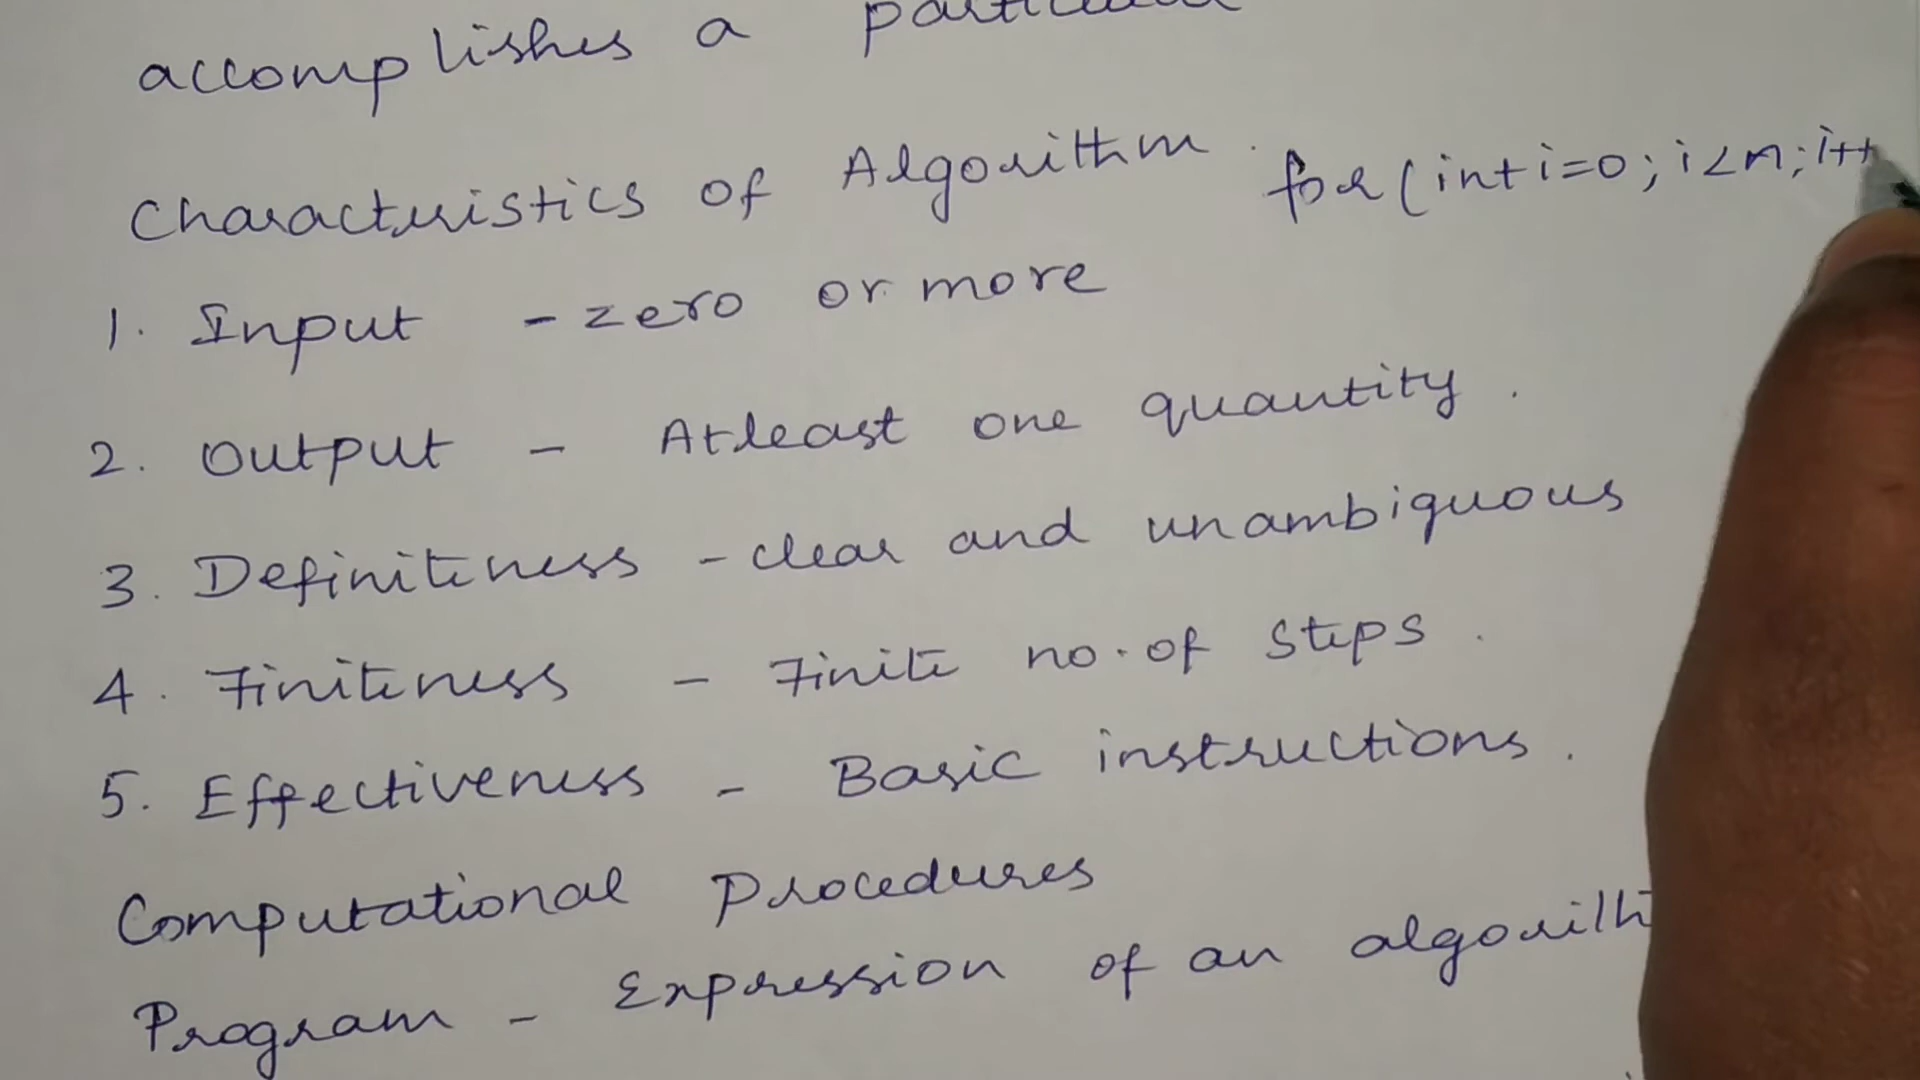 accomplishes a
Characteristics of Algorithm . for(int i=0; i<n; i++
1. Input - zero or more
2. Output - Atleast one quantity .
3. Definiteness - clear and unambiguous
4. Finiteness - Finite no. of steps .
5. Effectiveness - Basic instructions .
Computational Procedures
Program - Expression of an